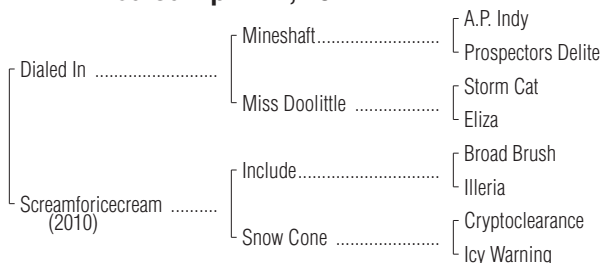 A.P. Indy
Mineshaft
Prospectors Delite
Dialed In
Storm Cat
Miss Doolittle
Eliza
Broad Brush
Include
Illeria
Screamforicecream
(2010)
Cryptoclearance
Snow Cone
Icy Warning